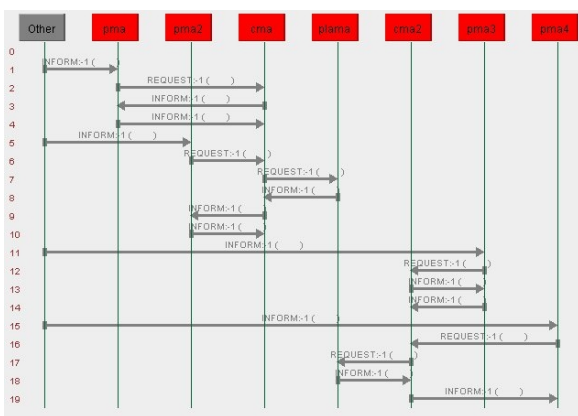 Other pma pma2 cma plama cma2 pma3 pma4
0
1 INFORM:-1 ( )
2 REQUEST:-1 ( )
3 INFORM:-1 ( )
4 INFORM:-1 ( )
5 INFORM:-1 ( )
6 REQUEST:-1 ( )
7 REQUEST:-1 ( )
8 INFORM:-1 ( )
9 INFORM:-1 ( )
10 INFORM:-1 ( )
11 INFORM:-1 ( )
12 REQUEST:-1 ( )
13 INFORM:-1 ( )
14 INFORM:-1 ( )
15 INFORM:-1 ( )
16 REQUEST:-1 ( )
17 REQUEST:-1 ( )
18 INFORM:-1 ( )
19 INFORM:-1 ( )